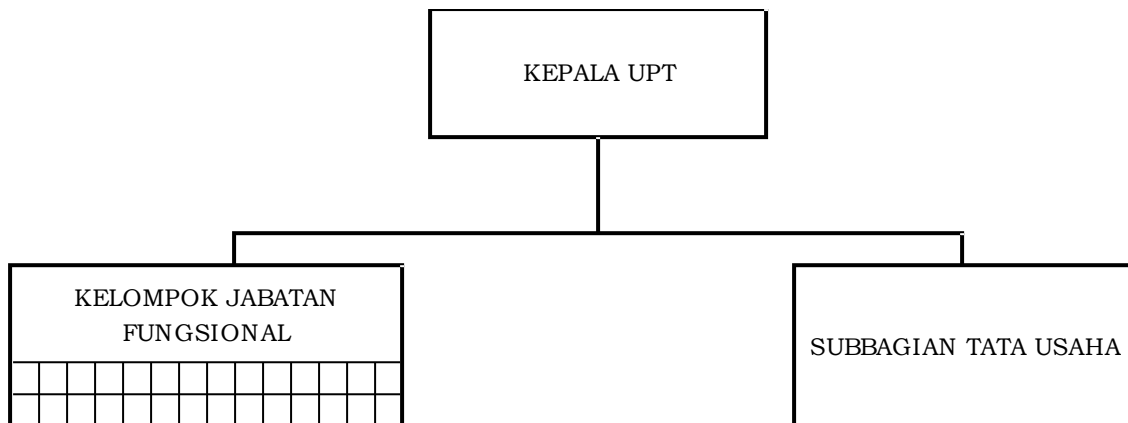 KEPALA UPT
KELOMPOK JABATAN
FUNGSIONAL
SUBBAGIAN TATA USAHA